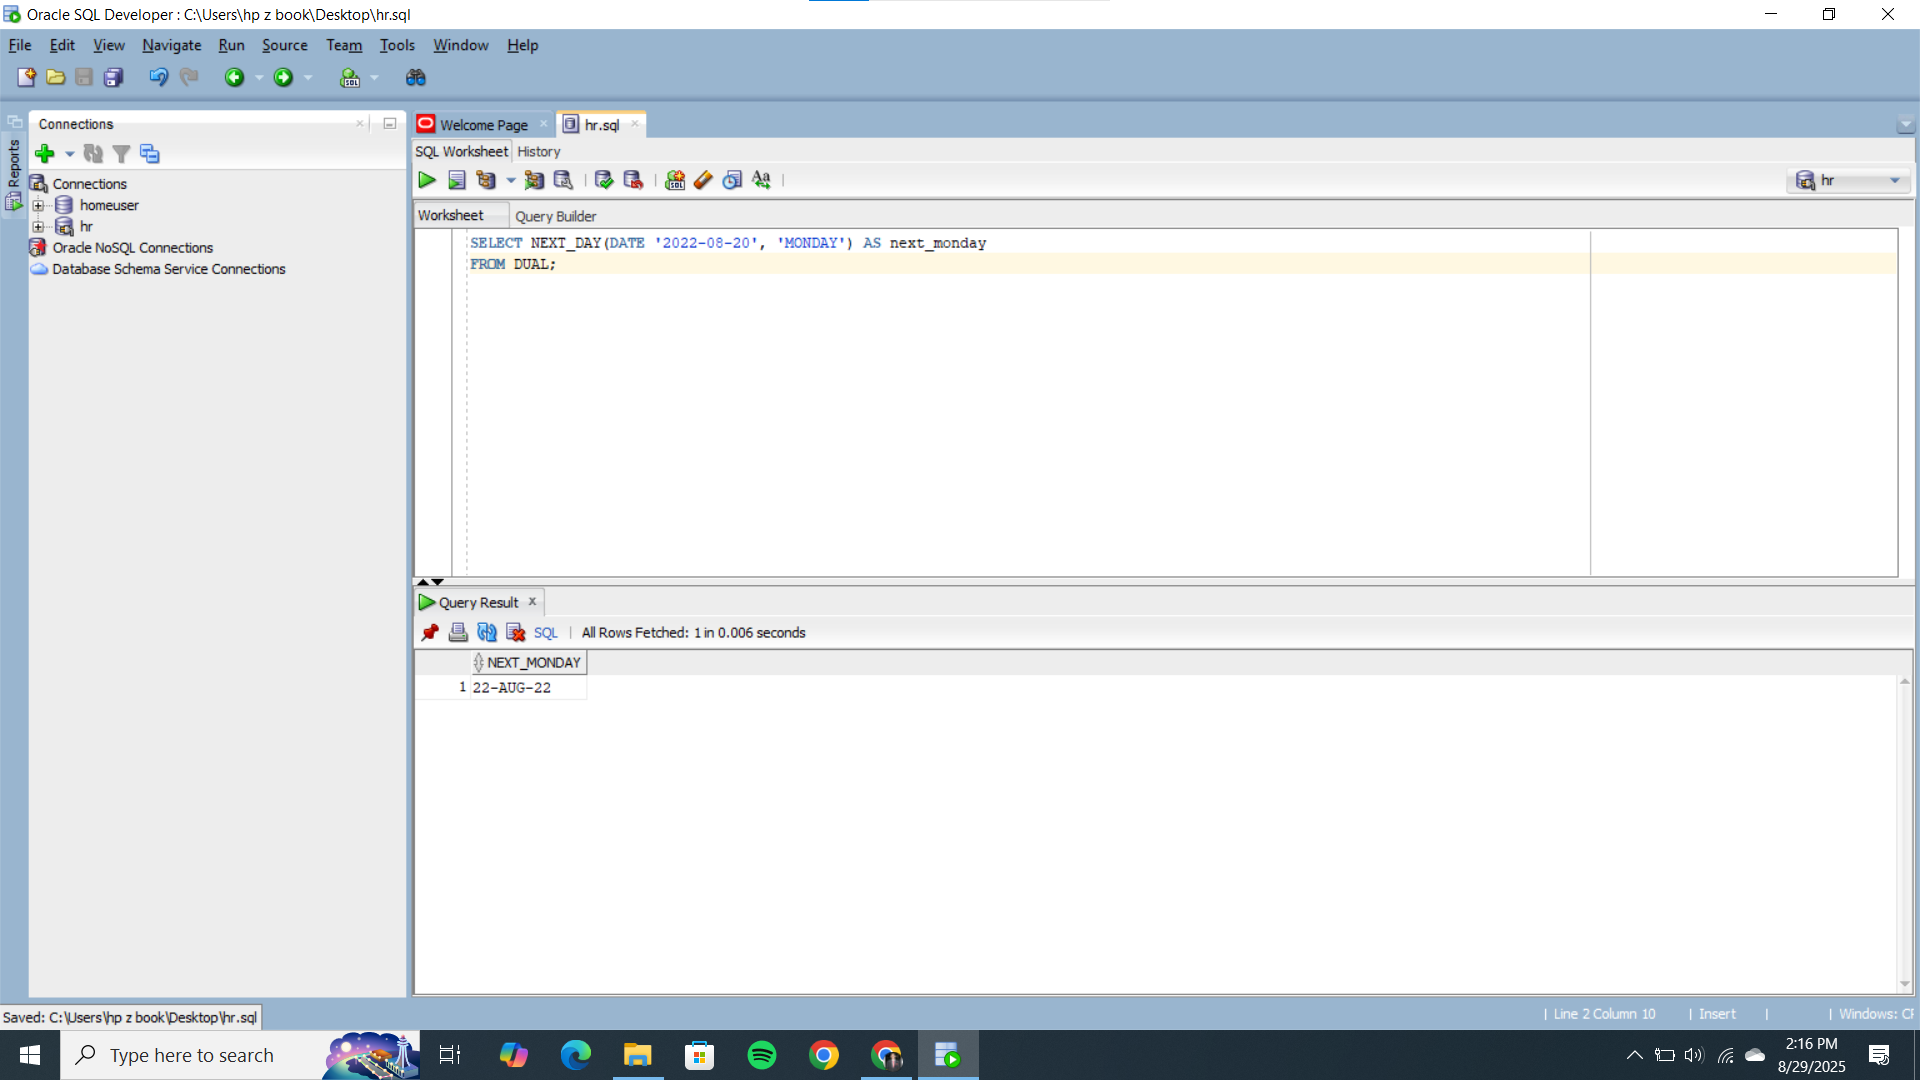 Oracle SQL Developer : C:\Users\hp z book\Desktop\hr.sql
File Edit View Navigate Run Source Team Tools Window Help
Reports
Connections
Connections
homeuser
hr
Oracle NoSQL Connections
Database Schema Service Connections
Welcome Page
hr.sql
SQL Worksheet History
hr
Worksheet Query Builder
SELECT NEXT_DAY(DATE '2022-08-20', 'MONDAY') AS next_monday
FROM DUAL;
Query Result
SQL | All Rows Fetched: 1 in 0.006 seconds
NEXT_MONDAY
1 22-AUG-22
Saved: C:\Users\hp z book\Desktop\hr.sql
| Line 2 Column 10 | Insert | | Windows:
Type here to search
2:16 PM
8/29/2025